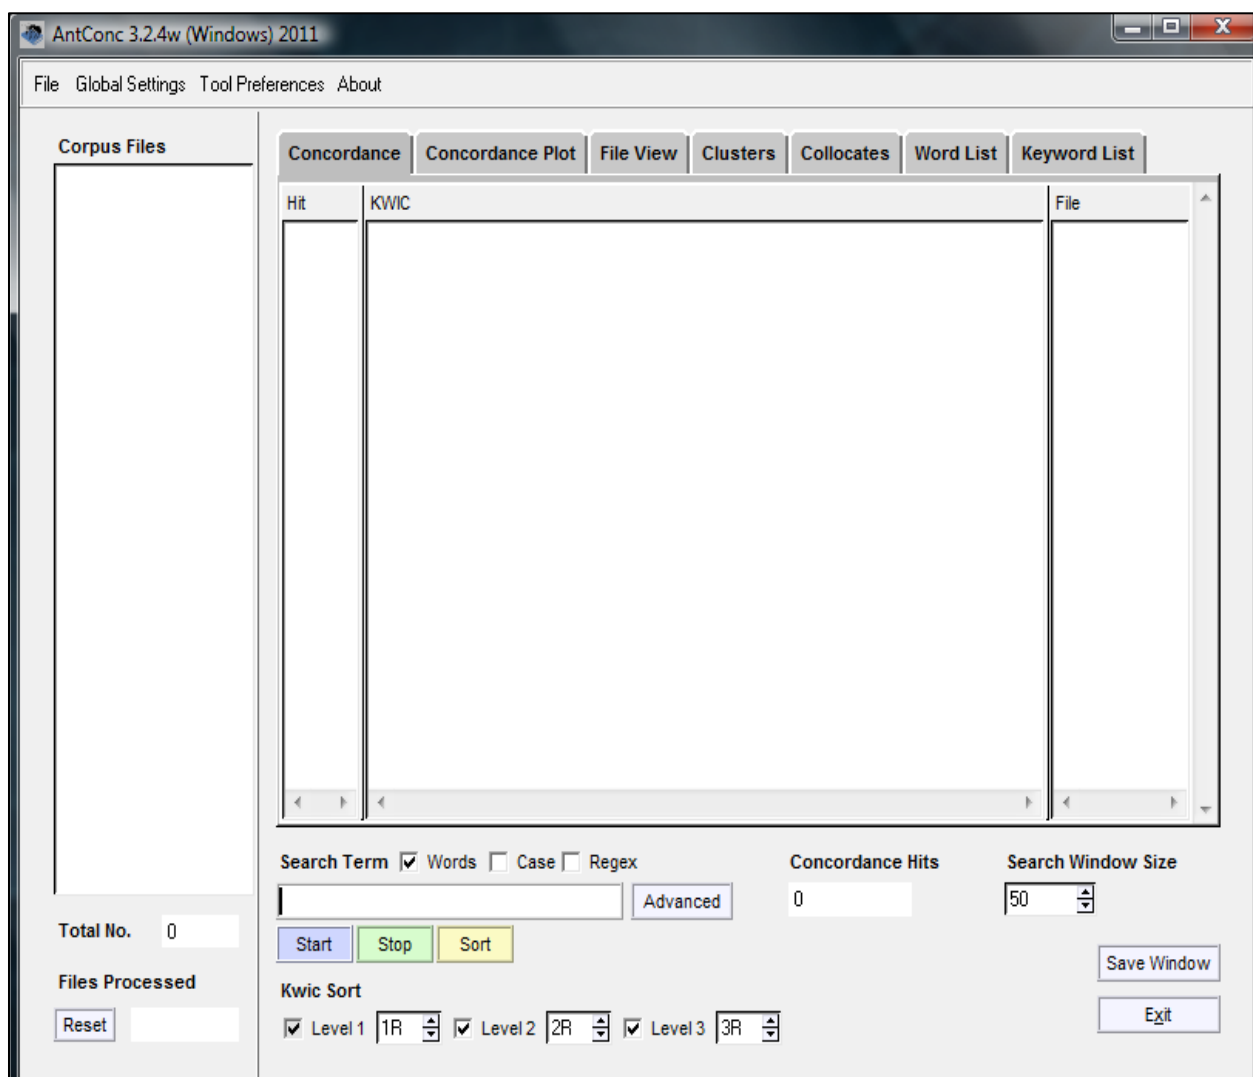 AntConc 3.2.4w (Windows) 2011
File Global Settings Tool Preferences About
Corpus Files
Concordance Concordance Plot File View Clusters Collocates Word List Keyword List
Hit KWIC File
Search Term Words Case Regex Concordance Hits Search Window Size
Advanced 0 50
Total No. 0
Start Stop Sort
Save Window
Files Processed
Kwic Sort
Reset Level 1 1R Level 2 2R Level 3 3R Exit